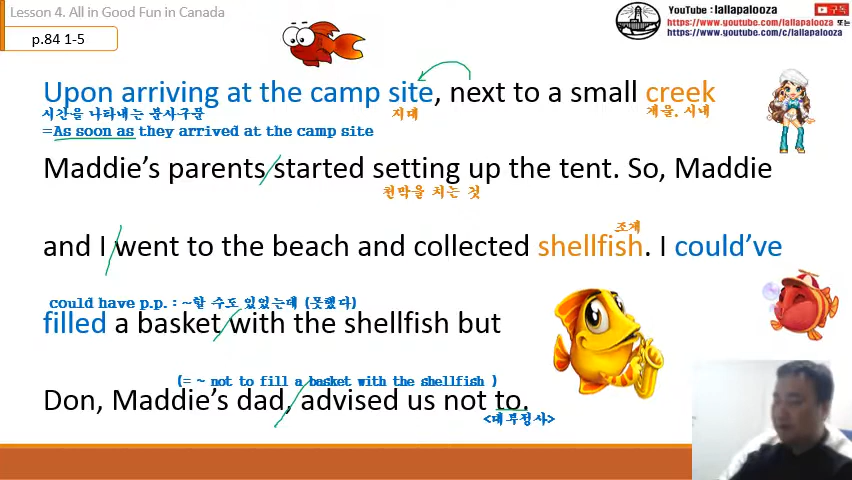 Lesson 4. All in Good Fun in Canada
p.84 1-5
YouTube : lallapalooza
구독
https://www.youtube.com/lallapalooza 또는
https://www.youtube.com/c/lallapalooza
Upon arriving at the camp site, next to a small creek
시간을 나타내는 분사구문
지대
개울, 시내
=As soon as they arrived at the camp site
Maddie's parents started setting up the tent. So, Maddie
천막을 치는 것
조개
and I went to the beach and collected shellfish. I could've
could have p.p. : ~할 수도 있었는데 (못했다)
filled a basket with the shellfish but
(= ~ not to fill a basket with the shellfish )
Don, Maddie's dad, advised us not to.
<대부정사>